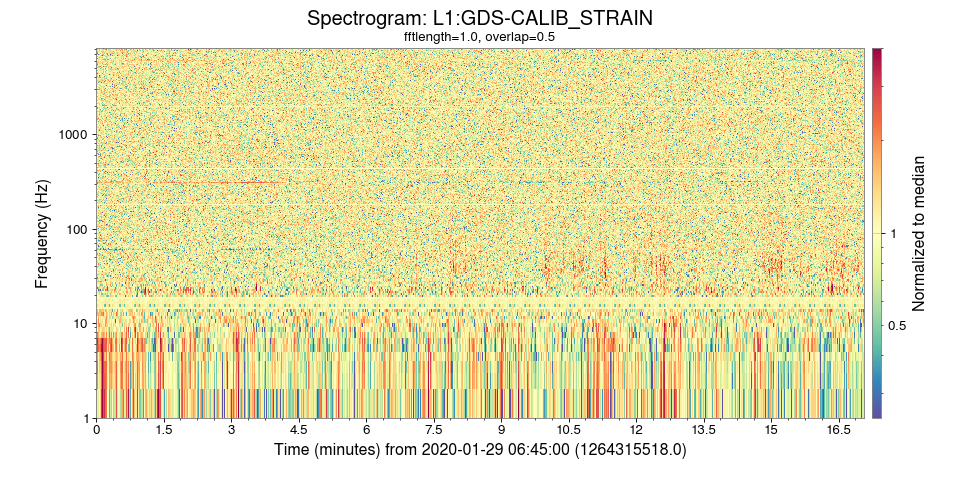 Spectrogram: L1:GDS-CALIB_STRAIN
fftlength=1.0, overlap=0.5
1000
100
10
1
Frequency (Hz)
0 1.5 3 4.5 6 7.5 9 10.5 12 13.5 15 16.5
Time (minutes) from 2020-01-29 06:45:00 (1264315518.0)
1
0.5
Normalized to median